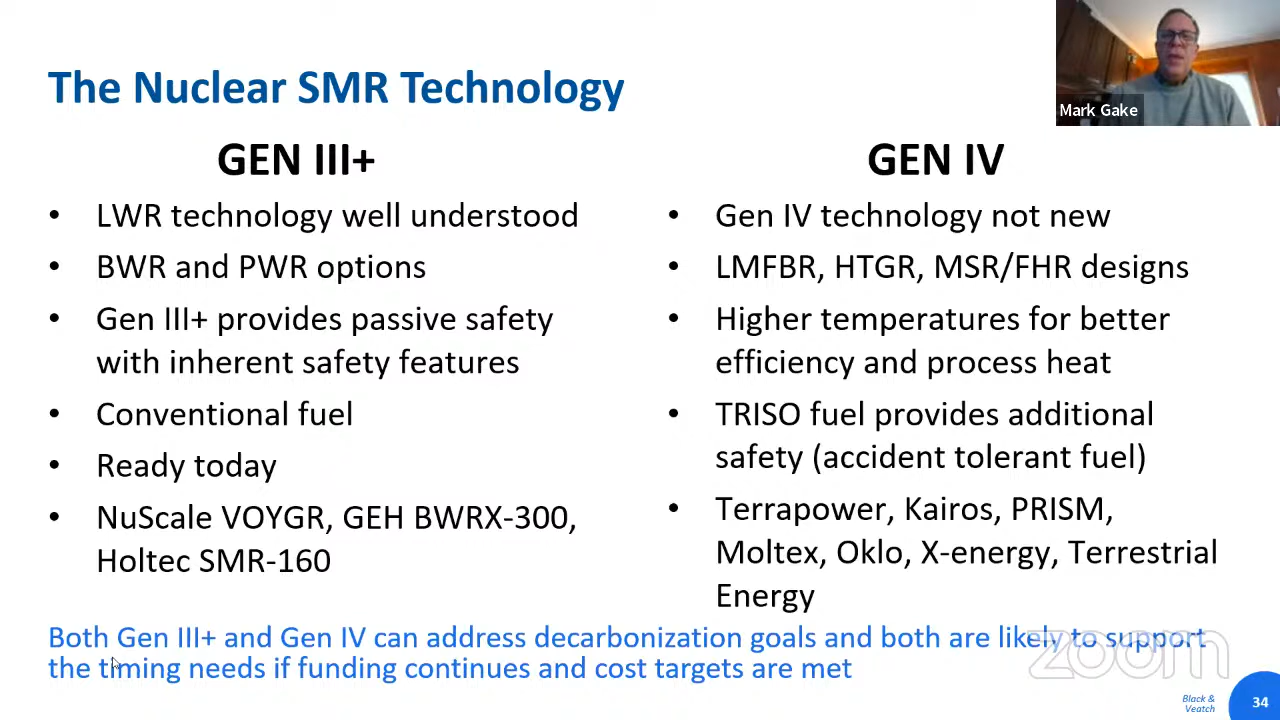 The Nuclear SMR Technology
Mark Gake
GEN III+
• LWR technology well understood
• BWR and PWR options
• Gen III+ provides passive safety
with inherent safety features
• Conventional fuel
• Ready today
• NuScale VOYGR, GEH BWRX-300,
Holtec SMR-160
GEN IV
• Gen IV technology not new
• LMFBR, HTGR, MSR/FHR designs
• Higher temperatures for better
efficiency and process heat
• TRISO fuel provides additional
safety (accident tolerant fuel)
• Terrapower, Kairos, PRISM,
Moltex, Oklo, X-energy, Terrestrial
Energy
Both Gen III+ and Gen IV can address decarbonization goals and both are likely to support
the timing needs if funding continues and cost targets are met
zoom
Black &
Veatch
34